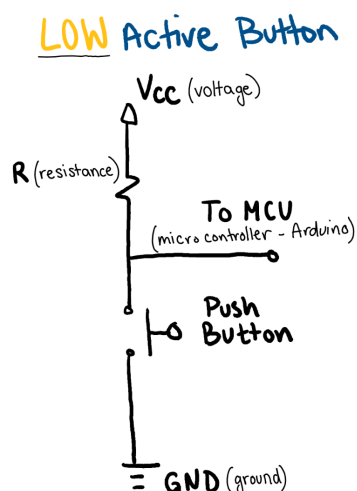 LOW Active Button
Vcc (voltage)
R (resistance)
To MCU
(micro controller - Arduino)
Push
Button
GND (ground)